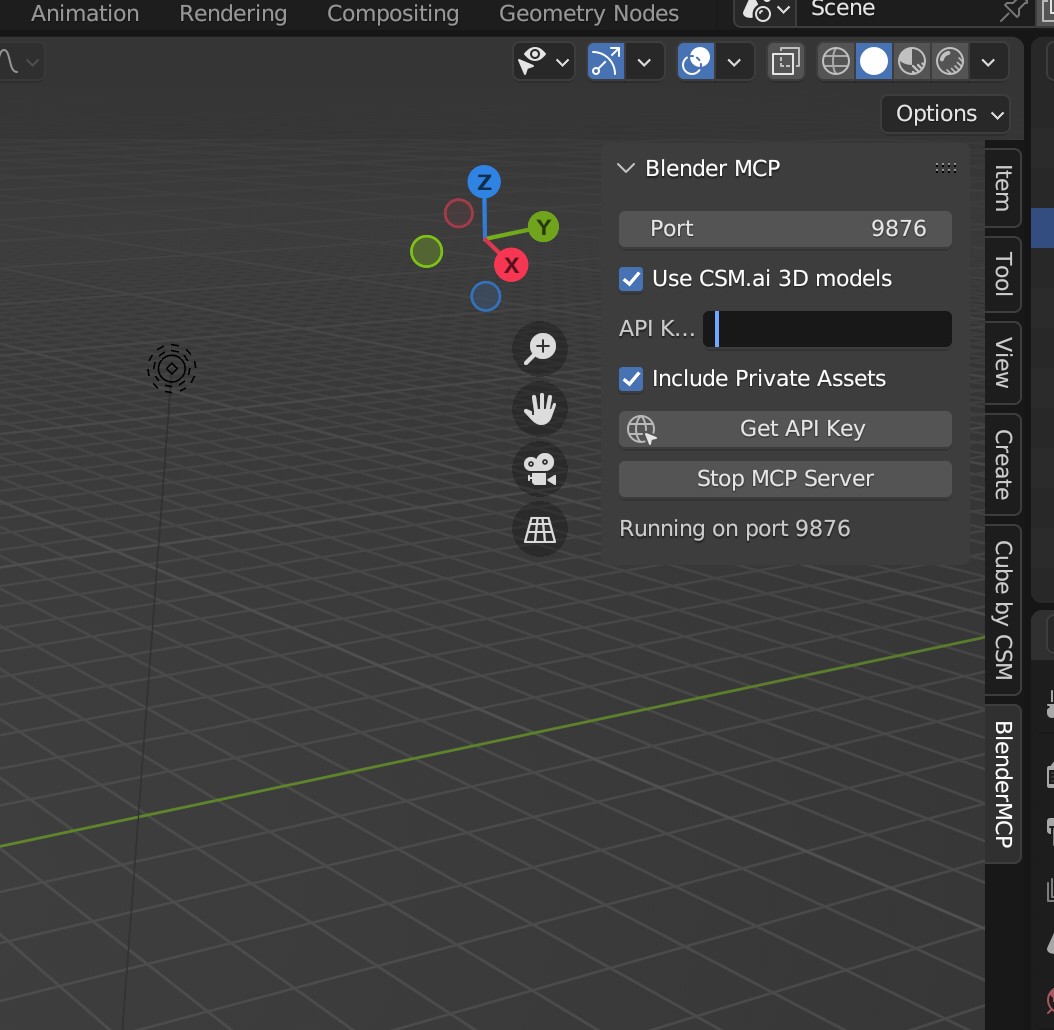 Animation Rendering Compositing Geometry Nodes Scene
Options
Blender MCP
Port 9876
Use CSM.ai 3D models
API K...
Include Private Assets
Get API Key
Stop MCP Server
Running on port 9876
Z
Y
X
Item
Tool
View
Create
Cube by CSM
BlenderMCP